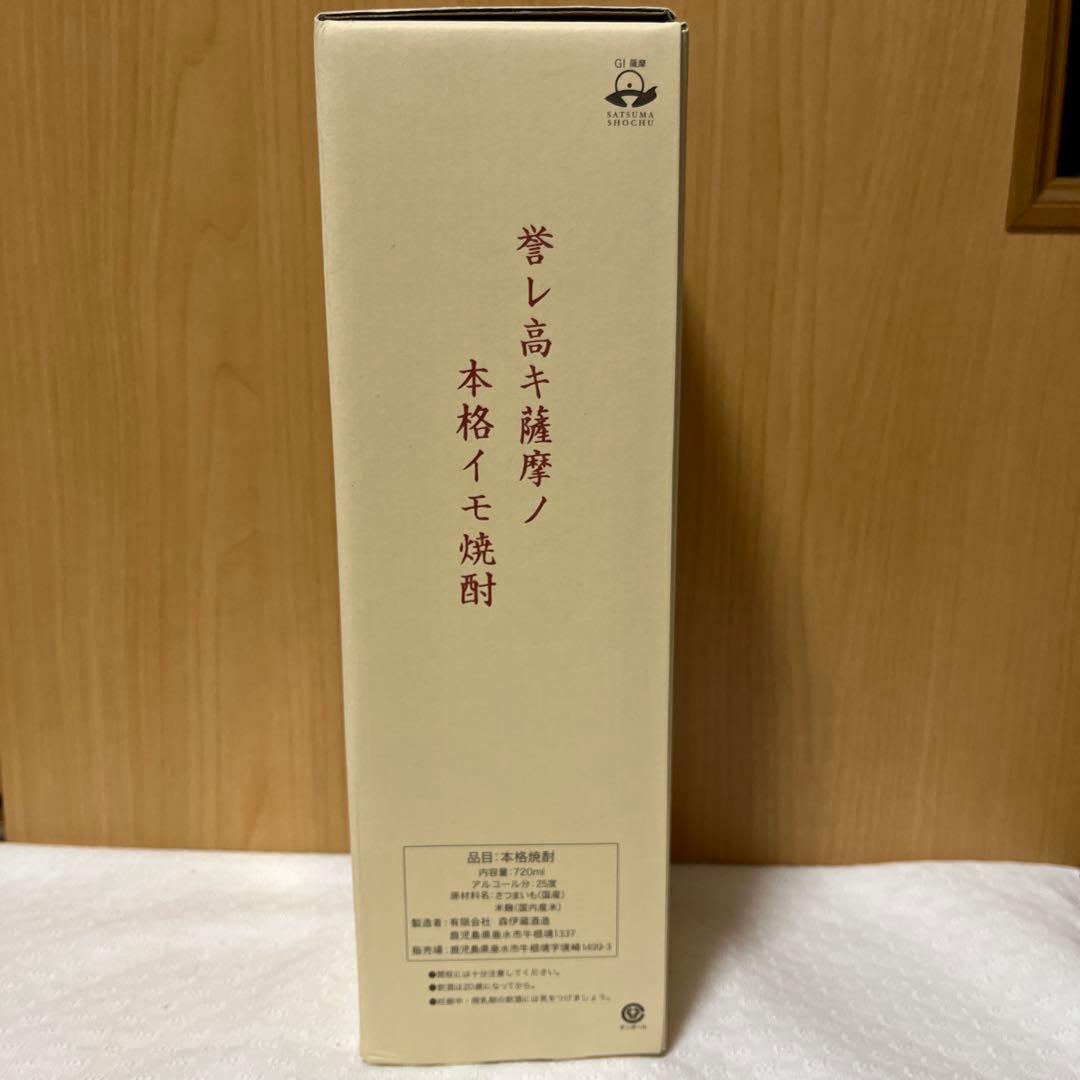 GI 薩摩
SATSUMA
SHOCHU
誉レ高キ薩摩ノ
本格イモ焼酎
品目:本格焼酎
内容量:720ml
アルコール分:25度
原材料名:さつまいも(国産)
米麹(国内産米)
製造者:有限会社 森伊蔵酒造
鹿児島県垂水市牛根境1337
販売場:鹿児島県垂水市牛根境字境崎1499-3
●開栓には十分注意してください。
●飲酒は20歳になってから。
●妊娠中・授乳期の飲酒には気をつけましょう。
ダンボール